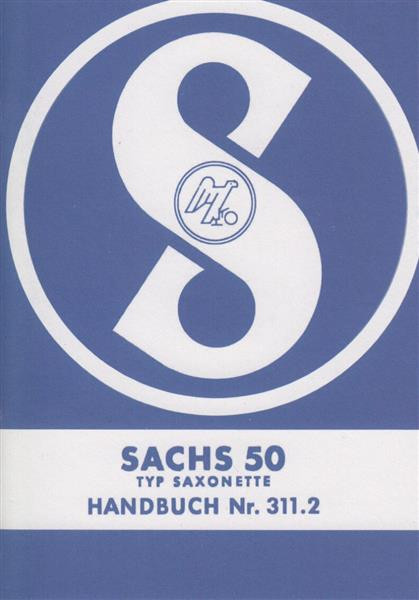 S
SACHS 50
TYP SAXONETTE
HANDBUCH Nr. 311.2